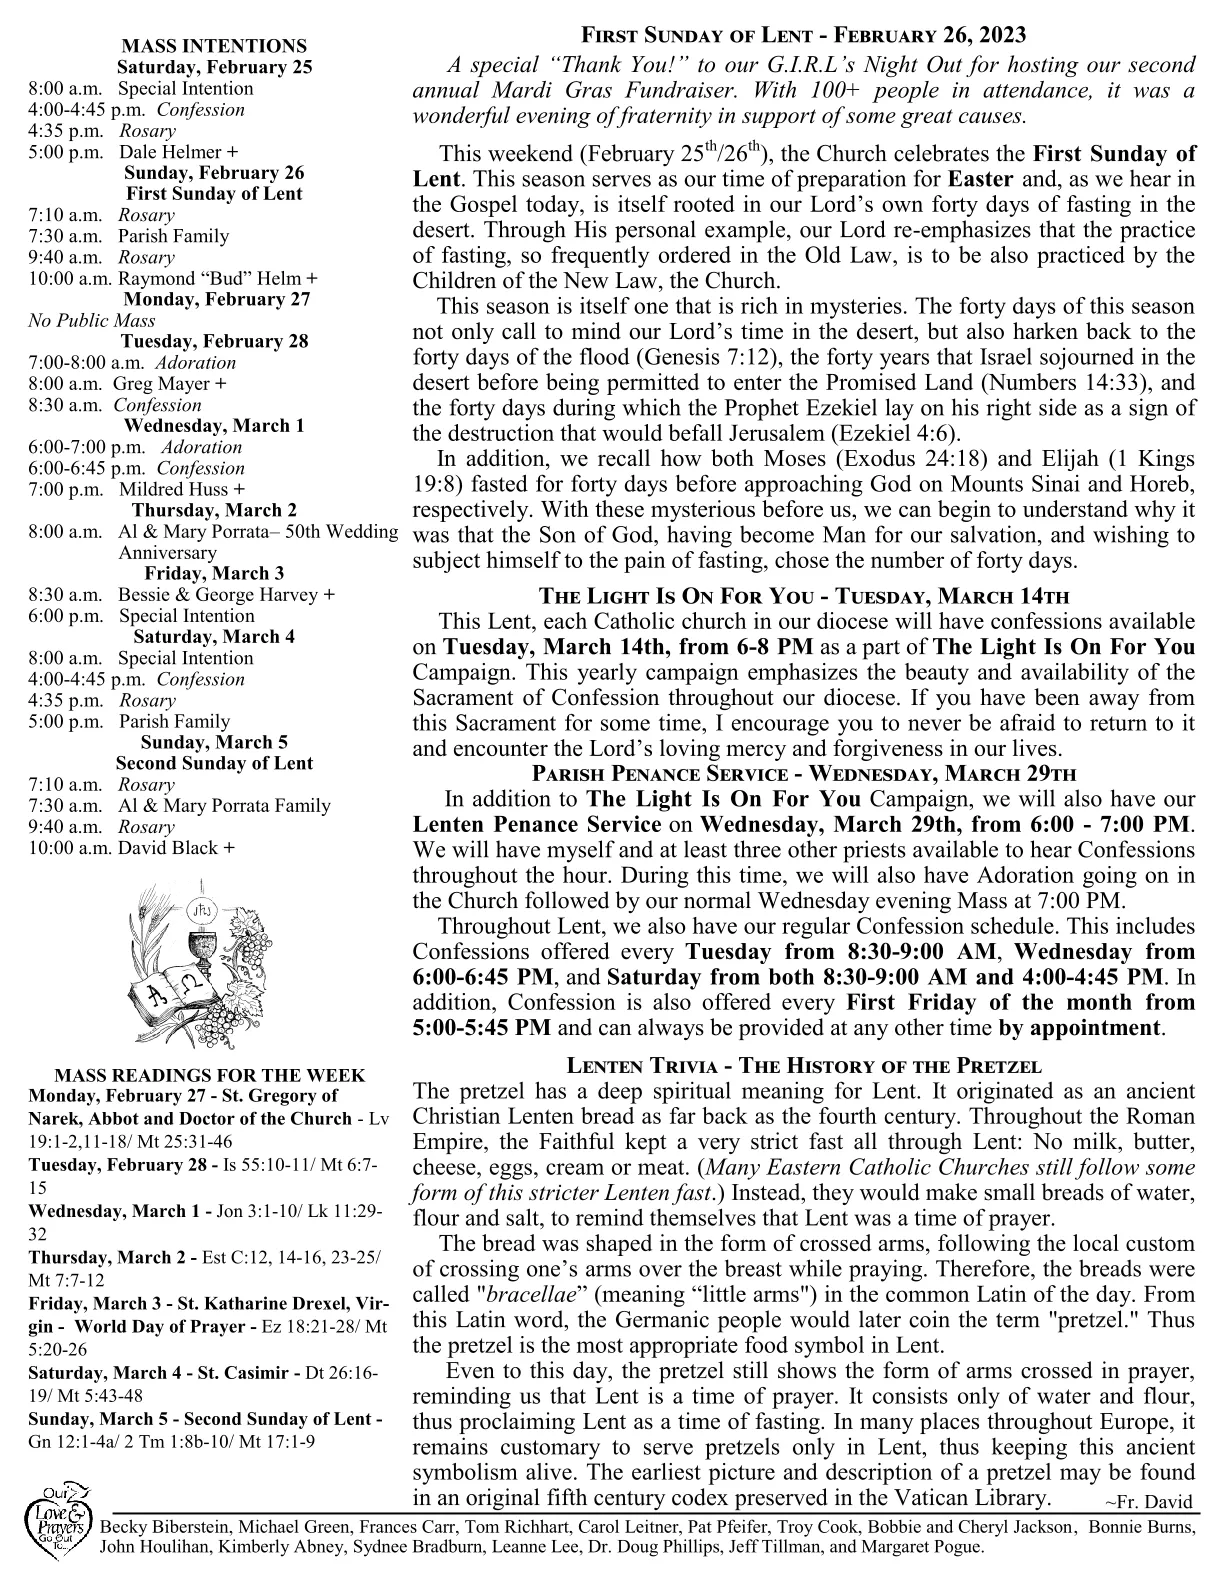 MASS INTENTIONS
Saturday, February 25
8:00 a.m. Special Intention
4:00-4:45 p.m. Confession
4:35 p.m. Rosary
5:00 p.m. Dale Helmer +
Sunday, February 26
First Sunday of Lent
7:10 a.m. Rosary
7:30 a.m. Parish Family
9:40 a.m. Rosary
10:00 a.m. Raymond “Bud” Helm +
Monday, February 27
No Public Mass
Tuesday, February 28
7:00-8:00 a.m. Adoration
8:00 a.m. Greg Mayer +
8:30 a.m. Confession
Wednesday, March 1
6:00-7:00 p.m. Adoration
6:00-6:45 p.m. Confession
7:00 p.m. Mildred Huss +
Thursday, March 2
8:00 a.m. Al & Mary Porrata– 50th Wedding
Anniversary
Friday, March 3
8:30 a.m. Bessie & George Harvey +
6:00 p.m. Special Intention
Saturday, March 4
8:00 a.m. Special Intention
4:00-4:45 p.m. Confession
4:35 p.m. Rosary
5:00 p.m. Parish Family
Sunday, March 5
Second Sunday of Lent
7:10 a.m. Rosary
7:30 a.m. Al & Mary Porrata Family
9:40 a.m. Rosary
10:00 a.m. David Black +
A Ω
MASS READINGS FOR THE WEEK
Monday, February 27 - St. Gregory of
Narek, Abbot and Doctor of the Church - Lv
19:1-2,11-18/ Mt 25:31-46
Tuesday, February 28 - Is 55:10-11/ Mt 6:7-
15
Wednesday, March 1 - Jon 3:1-10/ Lk 11:29-
32
Thursday, March 2 - Est C:12, 14-16, 23-25/
Mt 7:7-12
Friday, March 3 - St. Katharine Drexel, Vir-
gin - World Day of Prayer - Ez 18:21-28/ Mt
5:20-26
Saturday, March 4 - St. Casimir - Dt 26:16-
19/ Mt 5:43-48
Sunday, March 5 - Second Sunday of Lent -
Gn 12:1-4a/ 2 Tm 1:8b-10/ Mt 17:1-9
First Sunday of Lent - February 26, 2023
A special “Thank You!” to our G.I.R.L’s Night Out for hosting our second
annual Mardi Gras Fundraiser. With 100+ people in attendance, it was a
wonderful evening of fraternity in support of some great causes.
This weekend (February 25th/26th), the Church celebrates the First Sunday of
Lent. This season serves as our time of preparation for Easter and, as we hear in
the Gospel today, is itself rooted in our Lord’s own forty days of fasting in the
desert. Through His personal example, our Lord re-emphasizes that the practice
of fasting, so frequently ordered in the Old Law, is to be also practiced by the
Children of the New Law, the Church.
This season is itself one that is rich in mysteries. The forty days of this season
not only call to mind our Lord’s time in the desert, but also harken back to the
forty days of the flood (Genesis 7:12), the forty years that Israel sojourned in the
desert before being permitted to enter the Promised Land (Numbers 14:33), and
the forty days during which the Prophet Ezekiel lay on his right side as a sign of
the destruction that would befall Jerusalem (Ezekiel 4:6).
In addition, we recall how both Moses (Exodus 24:18) and Elijah (1 Kings
19:8) fasted for forty days before approaching God on Mounts Sinai and Horeb,
respectively. With these mysterious before us, we can begin to understand why it
was that the Son of God, having become Man for our salvation, and wishing to
subject himself to the pain of fasting, chose the number of forty days.
The Light Is On For You - Tuesday, March 14th
This Lent, each Catholic church in our diocese will have confessions available
on Tuesday, March 14th, from 6-8 PM as a part of The Light Is On For You
Campaign. This yearly campaign emphasizes the beauty and availability of the
Sacrament of Confession throughout our diocese. If you have been away from
this Sacrament for some time, I encourage you to never be afraid to return to it
and encounter the Lord’s loving mercy and forgiveness in our lives.
Parish Penance Service - Wednesday, March 29th
In addition to The Light Is On For You Campaign, we will also have our
Lenten Penance Service on Wednesday, March 29th, from 6:00 - 7:00 PM.
We will have myself and at least three other priests available to hear Confessions
throughout the hour. During this time, we will also have Adoration going on in
the Church followed by our normal Wednesday evening Mass at 7:00 PM.
Throughout Lent, we also have our regular Confession schedule. This includes
Confessions offered every Tuesday from 8:30-9:00 AM, Wednesday from
6:00-6:45 PM, and Saturday from both 8:30-9:00 AM and 4:00-4:45 PM. In
addition, Confession is also offered every First Friday of the month from
5:00-5:45 PM and can always be provided at any other time by appointment.
Lenten Trivia - The History of the Pretzel
The pretzel has a deep spiritual meaning for Lent. It originated as an ancient
Christian Lenten bread as far back as the fourth century. Throughout the Roman
Empire, the Faithful kept a very strict fast all through Lent: No milk, butter,
cheese, eggs, cream or meat. (Many Eastern Catholic Churches still follow some
form of this stricter Lenten fast.) Instead, they would make small breads of water,
flour and salt, to remind themselves that Lent was a time of prayer.
The bread was shaped in the form of crossed arms, following the local custom
of crossing one’s arms over the breast while praying. Therefore, the breads were
called "bracellae” (meaning “little arms") in the common Latin of the day. From
this Latin word, the Germanic people would later coin the term "pretzel." Thus
the pretzel is the most appropriate food symbol in Lent.
Even to this day, the pretzel still shows the form of arms crossed in prayer,
reminding us that Lent is a time of prayer. It consists only of water and flour,
thus proclaiming Lent as a time of fasting. In many places throughout Europe, it
remains customary to serve pretzels only in Lent, thus keeping this ancient
symbolism alive. The earliest picture and description of a pretzel may be found
in an original fifth century codex preserved in the Vatican Library. ~Fr. David
Our
Love &
Prayers
Go Out
To...
Becky Biberstein, Michael Green, Frances Carr, Tom Richhart, Carol Leitner, Pat Pfeifer, Troy Cook, Bobbie and Cheryl Jackson, Bonnie Burns,
John Houlihan, Kimberly Abney, Sydnee Bradburn, Leanne Lee, Dr. Doug Phillips, Jeff Tillman, and Margaret Pogue.